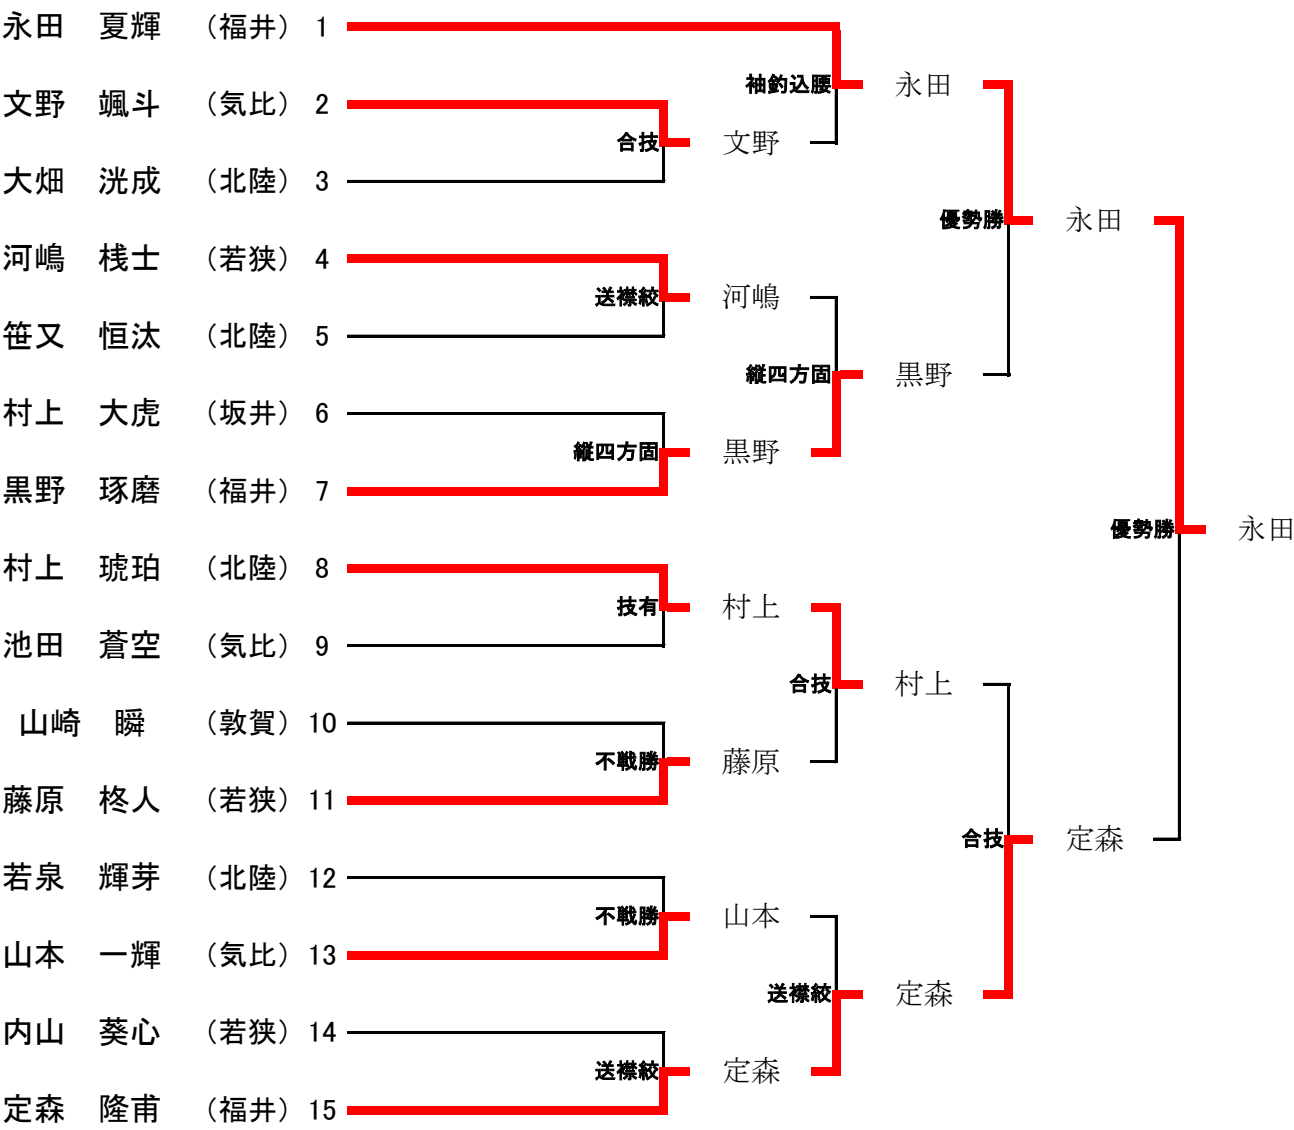 永田 夏輝 （福井） 1
袖釣込腰 永田
文野 颯斗 （気比） 2
合技 文野
大畑 洸成 （北陸） 3
優勢勝 永田
河嶋 桟士 （若狭） 4
送襟絞 河嶋
笹又 恒汰 （北陸） 5
縦四方固 黒野
村上 大虎 （坂井） 6
縦四方固 黒野
黒野 琢磨 （福井） 7
優勢勝 永田
村上 琥珀 （北陸） 8
技有 村上
池田 蒼空 （気比） 9
合技 村上
山崎 瞬 （敦賀） 10
不戦勝 藤原
藤原 柊人 （若狭） 11
合技 定森
若泉 輝芽 （北陸） 12
不戦勝 山本
山本 一輝 （気比） 13
送襟絞 定森
内山 葵心 （若狭） 14
送襟絞 定森
定森 隆甫 （福井） 15